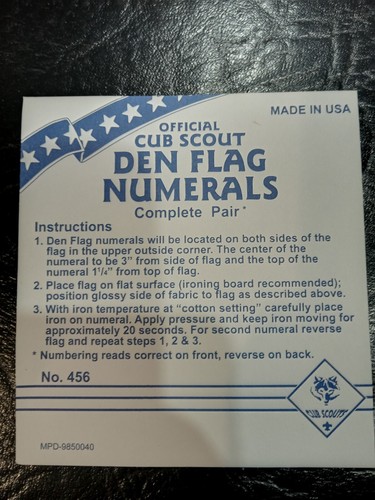 MADE IN USA
OFFICIAL
CUB SCOUT
DEN FLAG
NUMERALS
Complete Pair*
Instructions
1. Den Flag numerals will be located on both sides of the
flag in the upper outside corner. The center of the
numeral to be 3" from side of flag and the top of the
numeral 1¹/₄" from top of flag.
2. Place flag on flat surface (ironing board recommended);
position glossy side of fabric to flag as described above.
3. With iron temperature at "cotton setting" carefully place
iron on numeral. Apply pressure and keep iron moving for
approximately 20 seconds. For second numeral reverse
flag and repeat steps 1, 2 & 3.
* Numbering reads correct on front, reverse on back.
No. 456
CUB SCOUTS
MPD-9850040